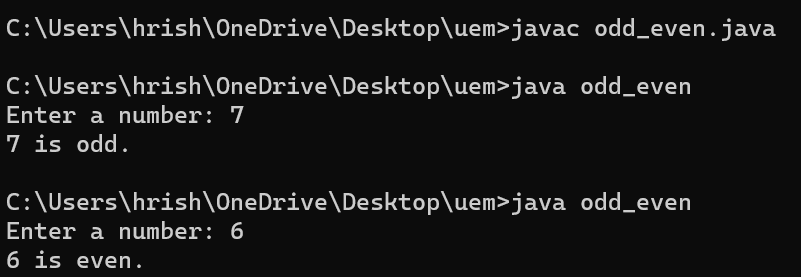 C:\Users\hrish\OneDrive\Desktop\uem>javac odd_even.java
C:\Users\hrish\OneDrive\Desktop\uem>java odd_even
Enter a number: 7
7 is odd.
C:\Users\hrish\OneDrive\Desktop\uem>java odd_even
Enter a number: 6
6 is even.